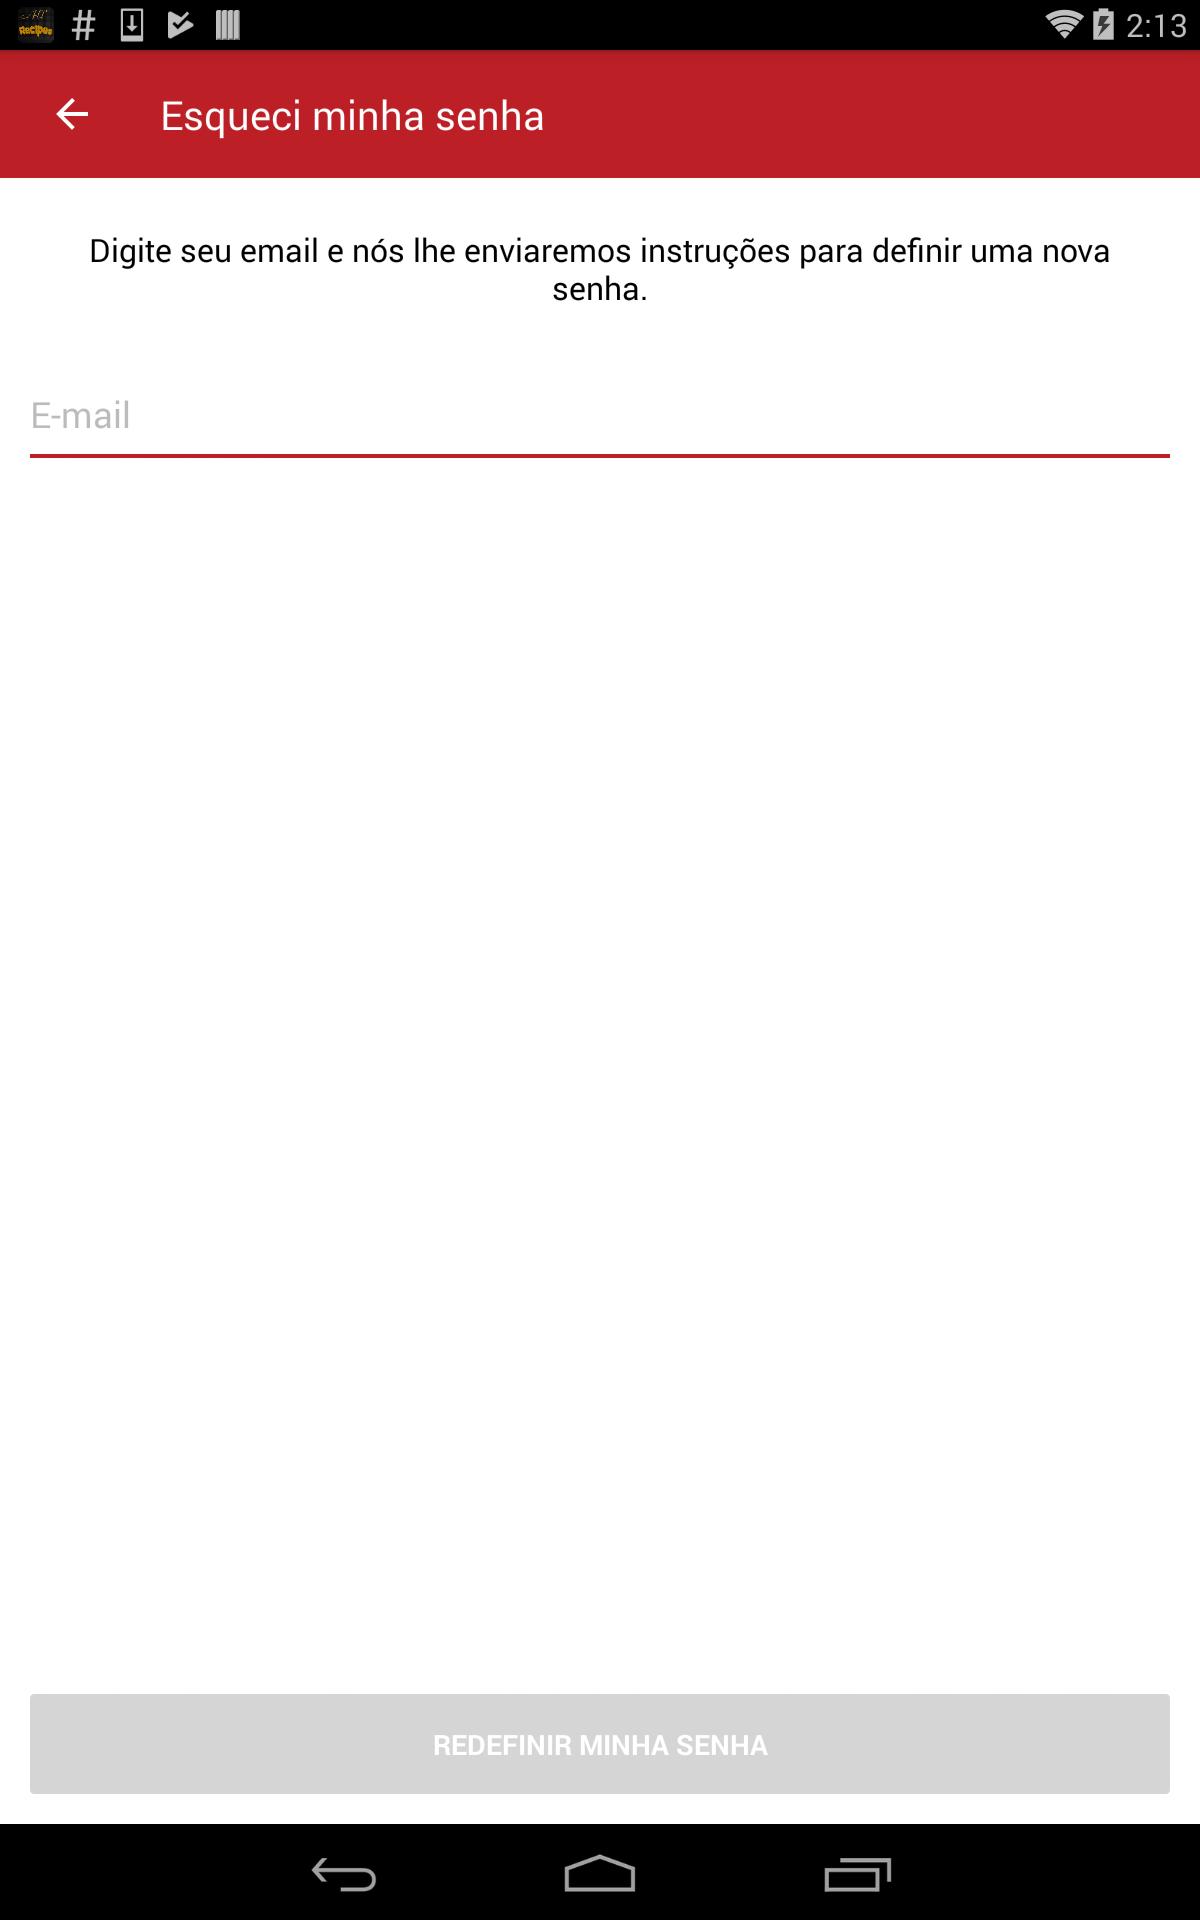 Recipes
#
2:13
Esqueci minha senha
Digite seu email e nós lhe enviaremos instruções para definir uma nova
senha.
E-mail
REDEFINIR MINHA SENHA